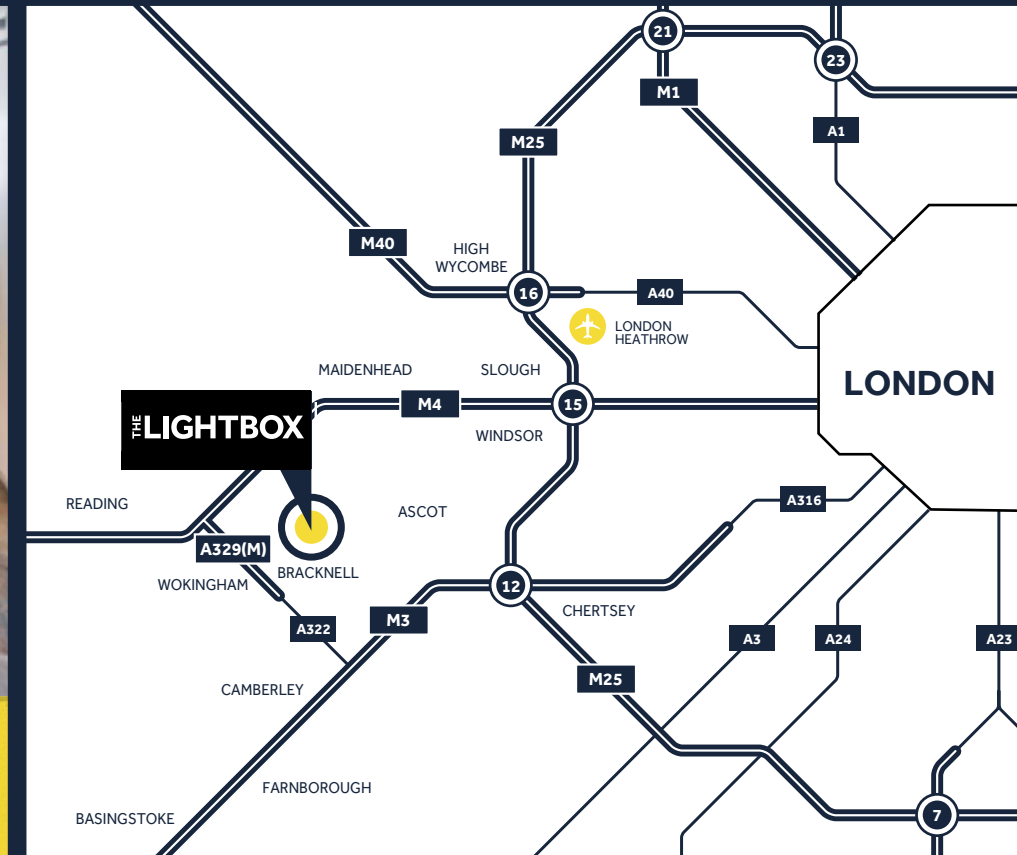 21
23
M1
A1
M25
M40
HIGH
WYCOMBE
16
A40
LONDON
HEATHROW
MAIDENHEAD
SLOUGH
LONDON
M4
15
THE LIGHTBOX
WINDSOR
READING
ASCOT
A316
A329(M)
BRACKNELL
WOKINGHAM
12
CHERTSEY
M3
A322
A3
A24
A23
M25
CAMBERLEY
FARNBOROUGH
BASINGSTOKE
7